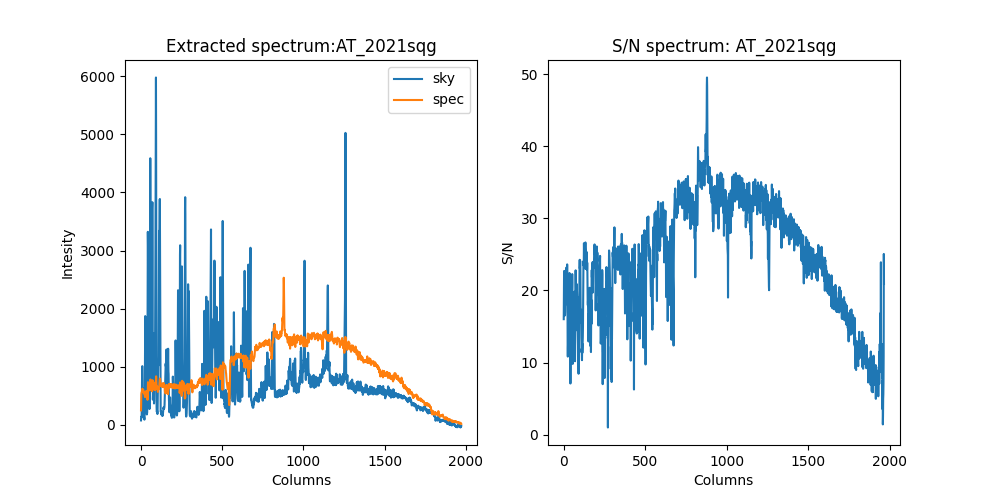 Extracted spectrum:AT_2021sqg
6000
5000
4000
3000
2000
1000
0
Intesity
0 500 1000 1500 2000
Columns
sky
spec
S/N spectrum: AT_2021sqg
50
40
30
20
10
0
S/N
0 500 1000 1500 2000
Columns